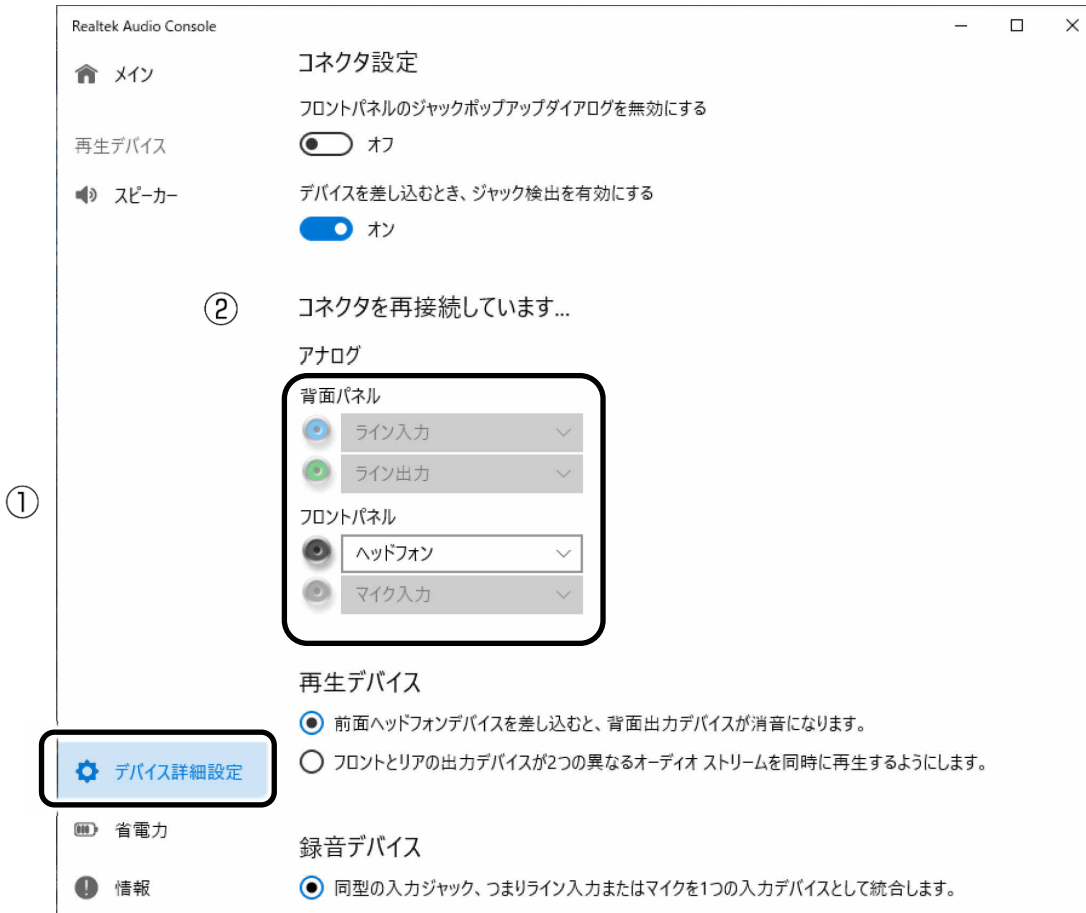 Realtek Audio Console
メイン
再生デバイス
スピーカー
コネクタ設定
フロントパネルのジャックポップアップダイアログを無効にする
オフ
デバイスを差し込むとき、ジャック検出を有効にする
オン
②
コネクタを再接続しています...
アナログ
背面パネル
ライン入力
ライン出力
フロントパネル
ヘッドフォン
マイク入力
①
再生デバイス
前面ヘッドフォンデバイスを差し込むと、背面出力デバイスが消音になります。
フロントとリアの出力デバイスが2つの異なるオーディオ ストリームを同時に再生するようにします。
デバイス詳細設定
省電力
情報
録音デバイス
同型の入力ジャック、つまりライン入力またはマイクを1つの入力デバイスとして統合します。